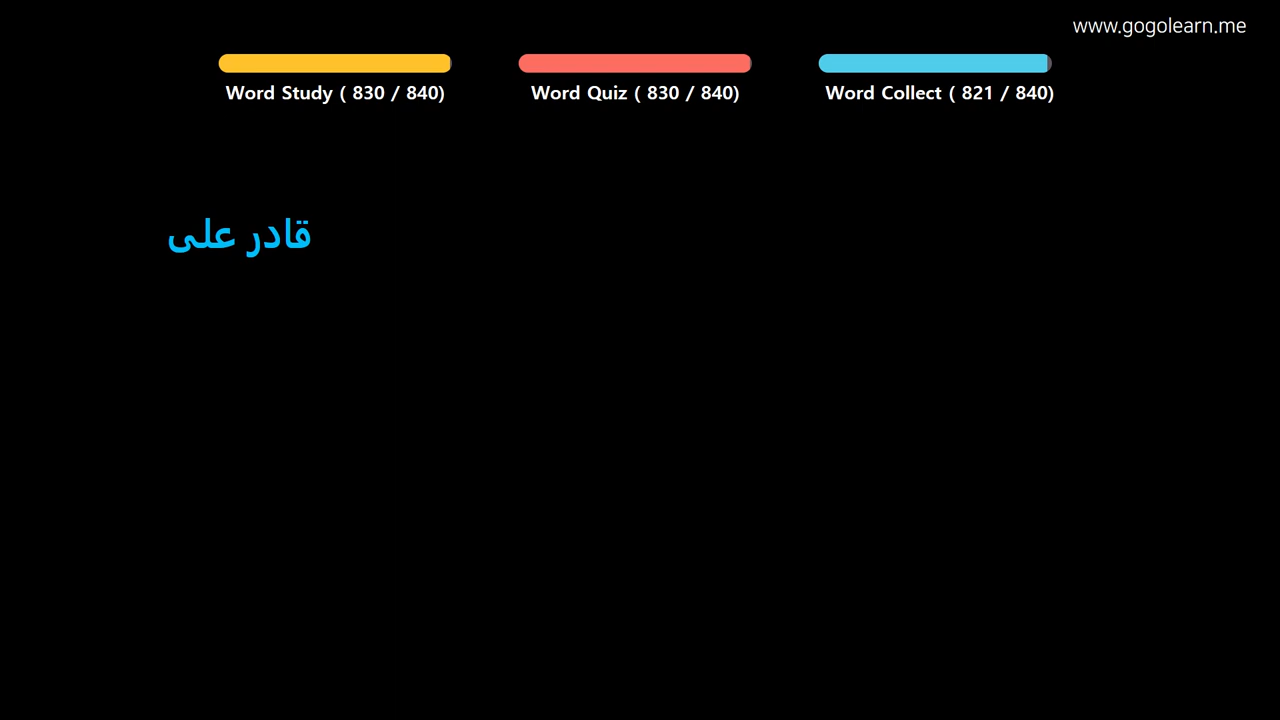 www.gogolearn.me
Word Study ( 830 / 840)
Word Quiz ( 830 / 840)
Word Collect ( 821 / 840)
قادر على